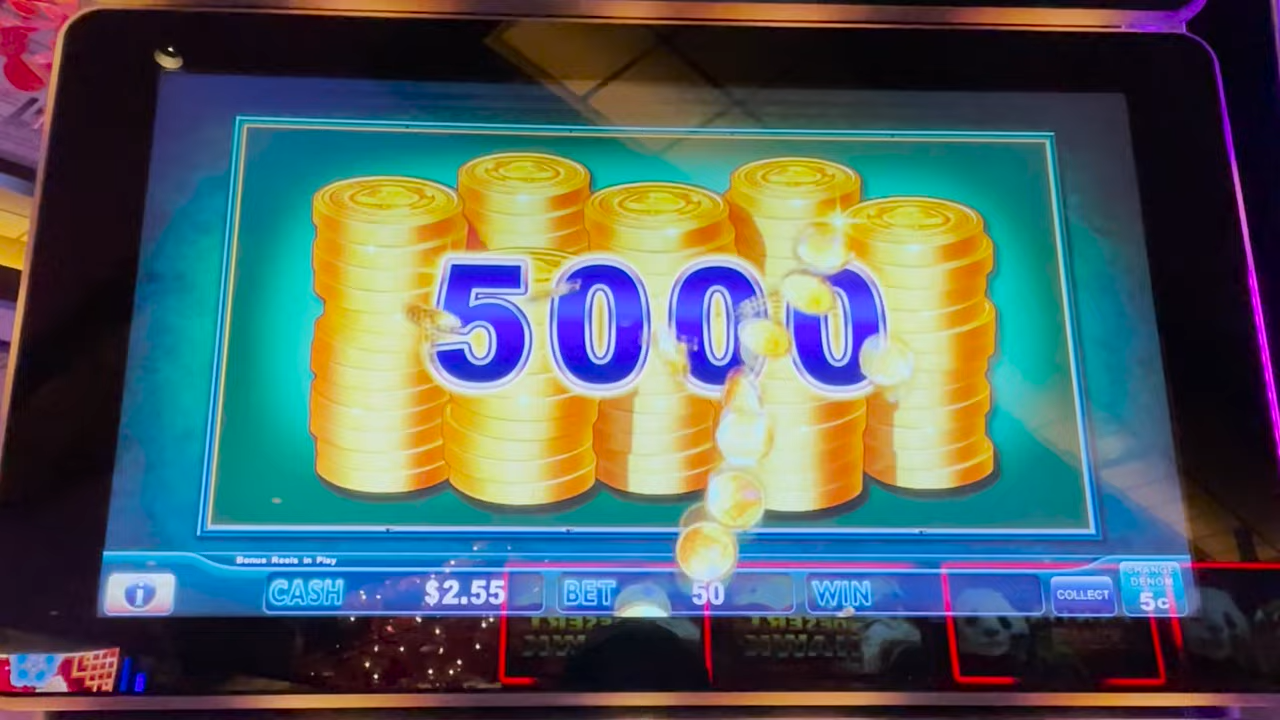 5000
Bonus Reels in Play
i CASH $2.55 BET 50 WIN COLLECT
CHANGE
DENOM
5¢